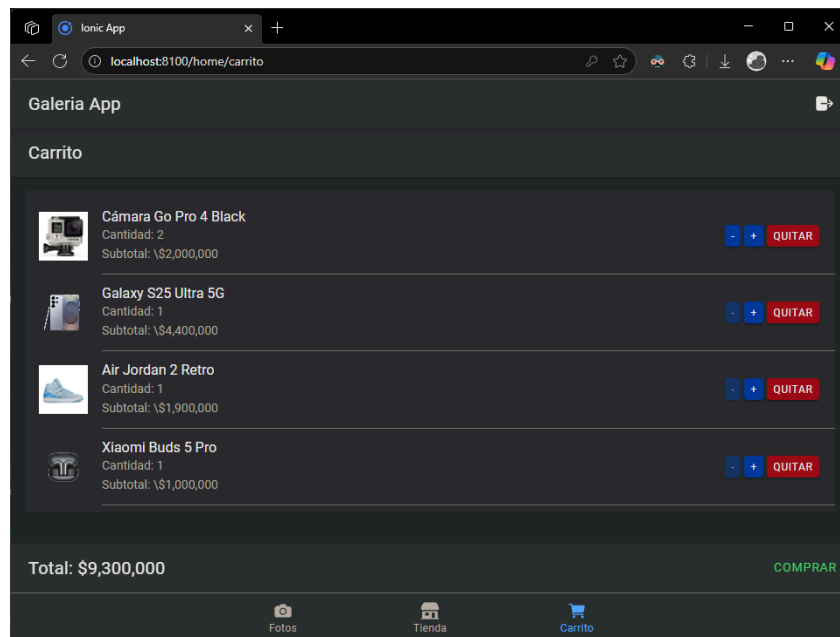 Ionic App
localhost:8100/home/carrito
Galeria App
Carrito
Cámara Go Pro 4 Black
Cantidad: 2
Subtotal: \$2,000,000
- + QUITAR
Galaxy S25 Ultra 5G
Cantidad: 1
Subtotal: \$4,400,000
- + QUITAR
Air Jordan 2 Retro
Cantidad: 1
Subtotal: \$1,900,000
- + QUITAR
Xiaomi Buds 5 Pro
Cantidad: 1
Subtotal: \$1,000,000
- + QUITAR
Total: $9,300,000
COMPRAR
Fotos
Tienda
Carrito